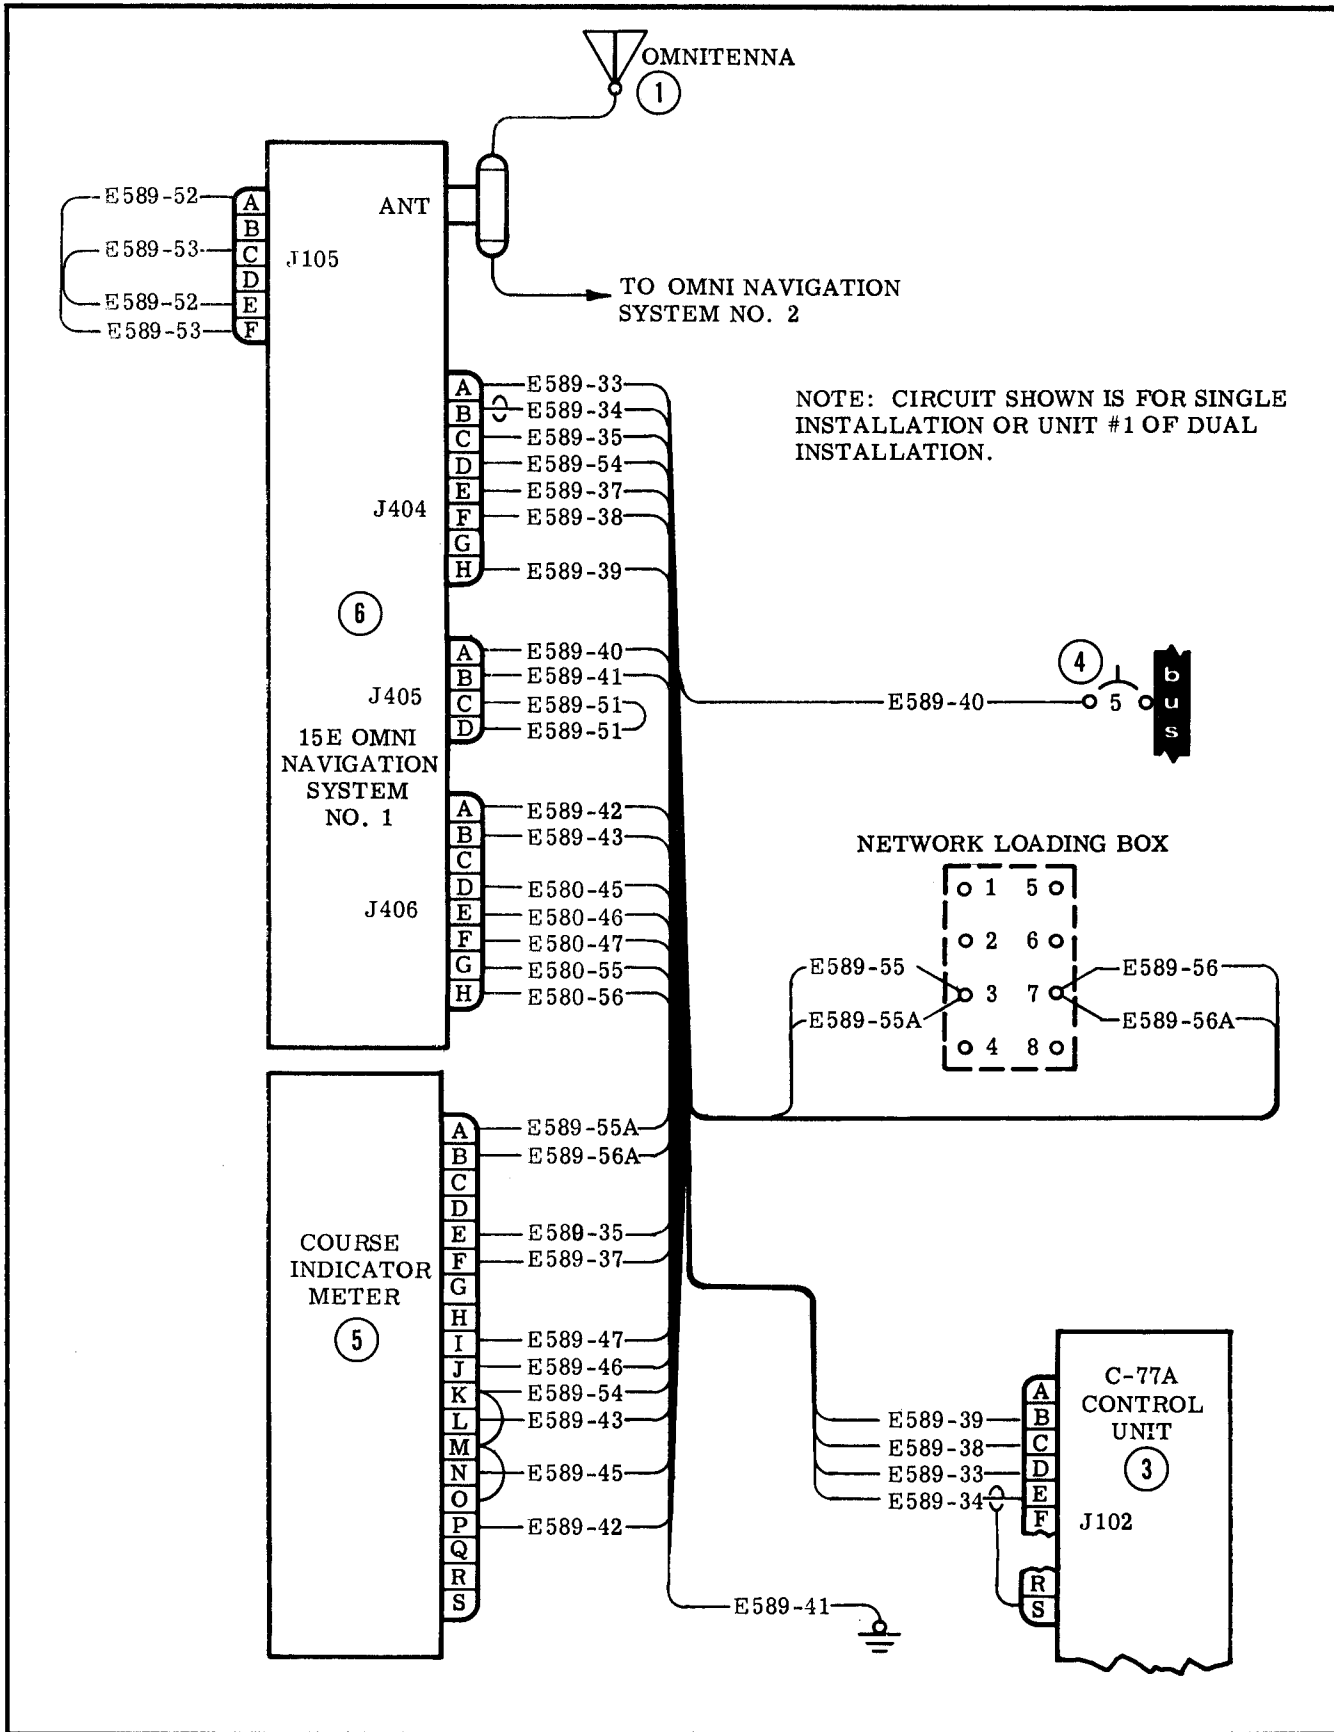 OMNITENNA
1
ANT
J105
E589-52 A
B
E589-53 C
D
E589-52 E
E589-53 F
TO OMNI NAVIGATION
SYSTEM NO. 2
NOTE: CIRCUIT SHOWN IS FOR SINGLE
INSTALLATION OR UNIT #1 OF DUAL
INSTALLATION.
J404
A E589-33
B E589-34
C E589-35
D E589-54
E E589-37
F E589-38
G
H E589-39
6
J405
A E589-40
B E589-41
C E589-51
D E589-51
15E OMNI
NAVIGATION
SYSTEM
NO. 1
4
E589-40 5
bus
J406
A E589-42
B E589-43
C
D E580-45
E E580-46
F E580-47
G E580-55
H E580-56
NETWORK LOADING BOX
1 5
2 6
E589-55 E589-56
3 7
E589-55A E589-56A
4 8
COURSE
INDICATOR
METER
5
A E589-55A
B E589-56A
C
D
E E589-35
F E589-37
G
H
I E589-47
J E589-46
K E589-54
L E589-43
M
N E589-45
O
P E589-42
Q
R
S
C-77A
CONTROL
UNIT
3
J102
A
E589-39 B
E589-38 C
E589-33 D
E589-34 E
F
R
S
E589-41